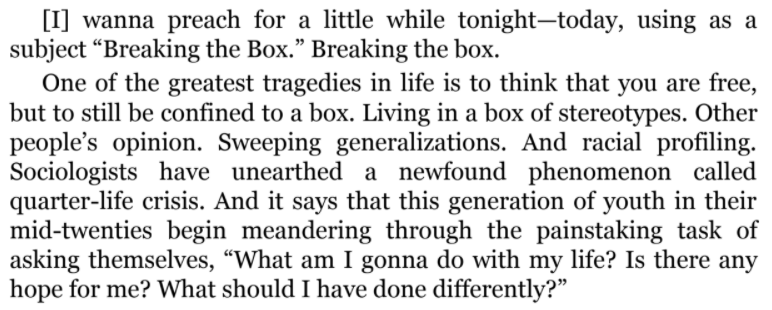 [I] wanna preach for a little while tonight—today, using as a
subject “Breaking the Box.” Breaking the box.
One of the greatest tragedies in life is to think that you are free,
but to still be confined to a box. Living in a box of stereotypes. Other
people’s opinion. Sweeping generalizations. And racial profiling.
Sociologists have unearthed a newfound phenomenon called
quarter-life crisis. And it says that this generation of youth in their
mid-twenties begin meandering through the painstaking task of
asking themselves, “What am I gonna do with my life? Is there any
hope for me? What should I have done differently?”